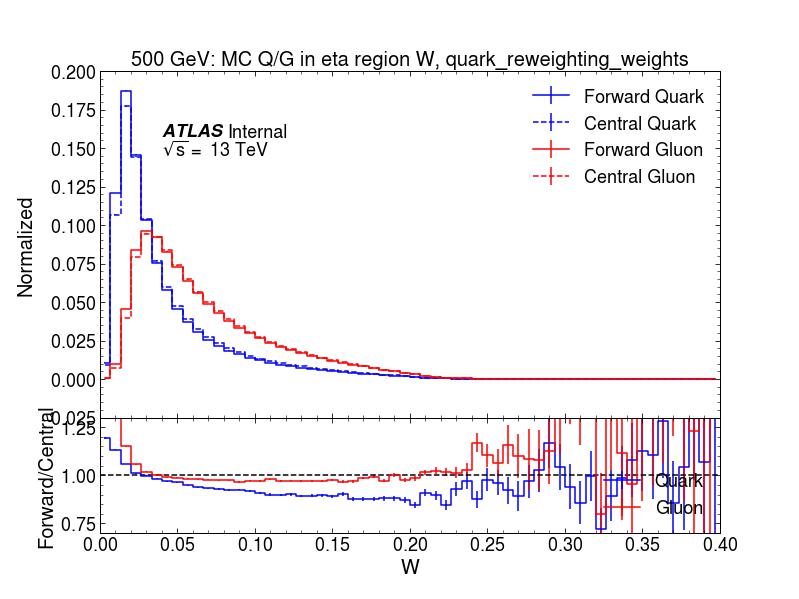 500 GeV: MC Q/G in eta region W, quark_reweighting_weights
0.200
0.175
0.150
0.125
0.100
0.075
0.050
0.025
0.000
0.025
Normalized
ATLAS Internal
√s = 13 TeV
Forward Quark
Central Quark
Forward Gluon
Central Gluon
1.25
1.00
0.75
Forward/Central
Quark
Gluon
0.00 0.05 0.10 0.15 0.20 0.25 0.30 0.35 0.40
W